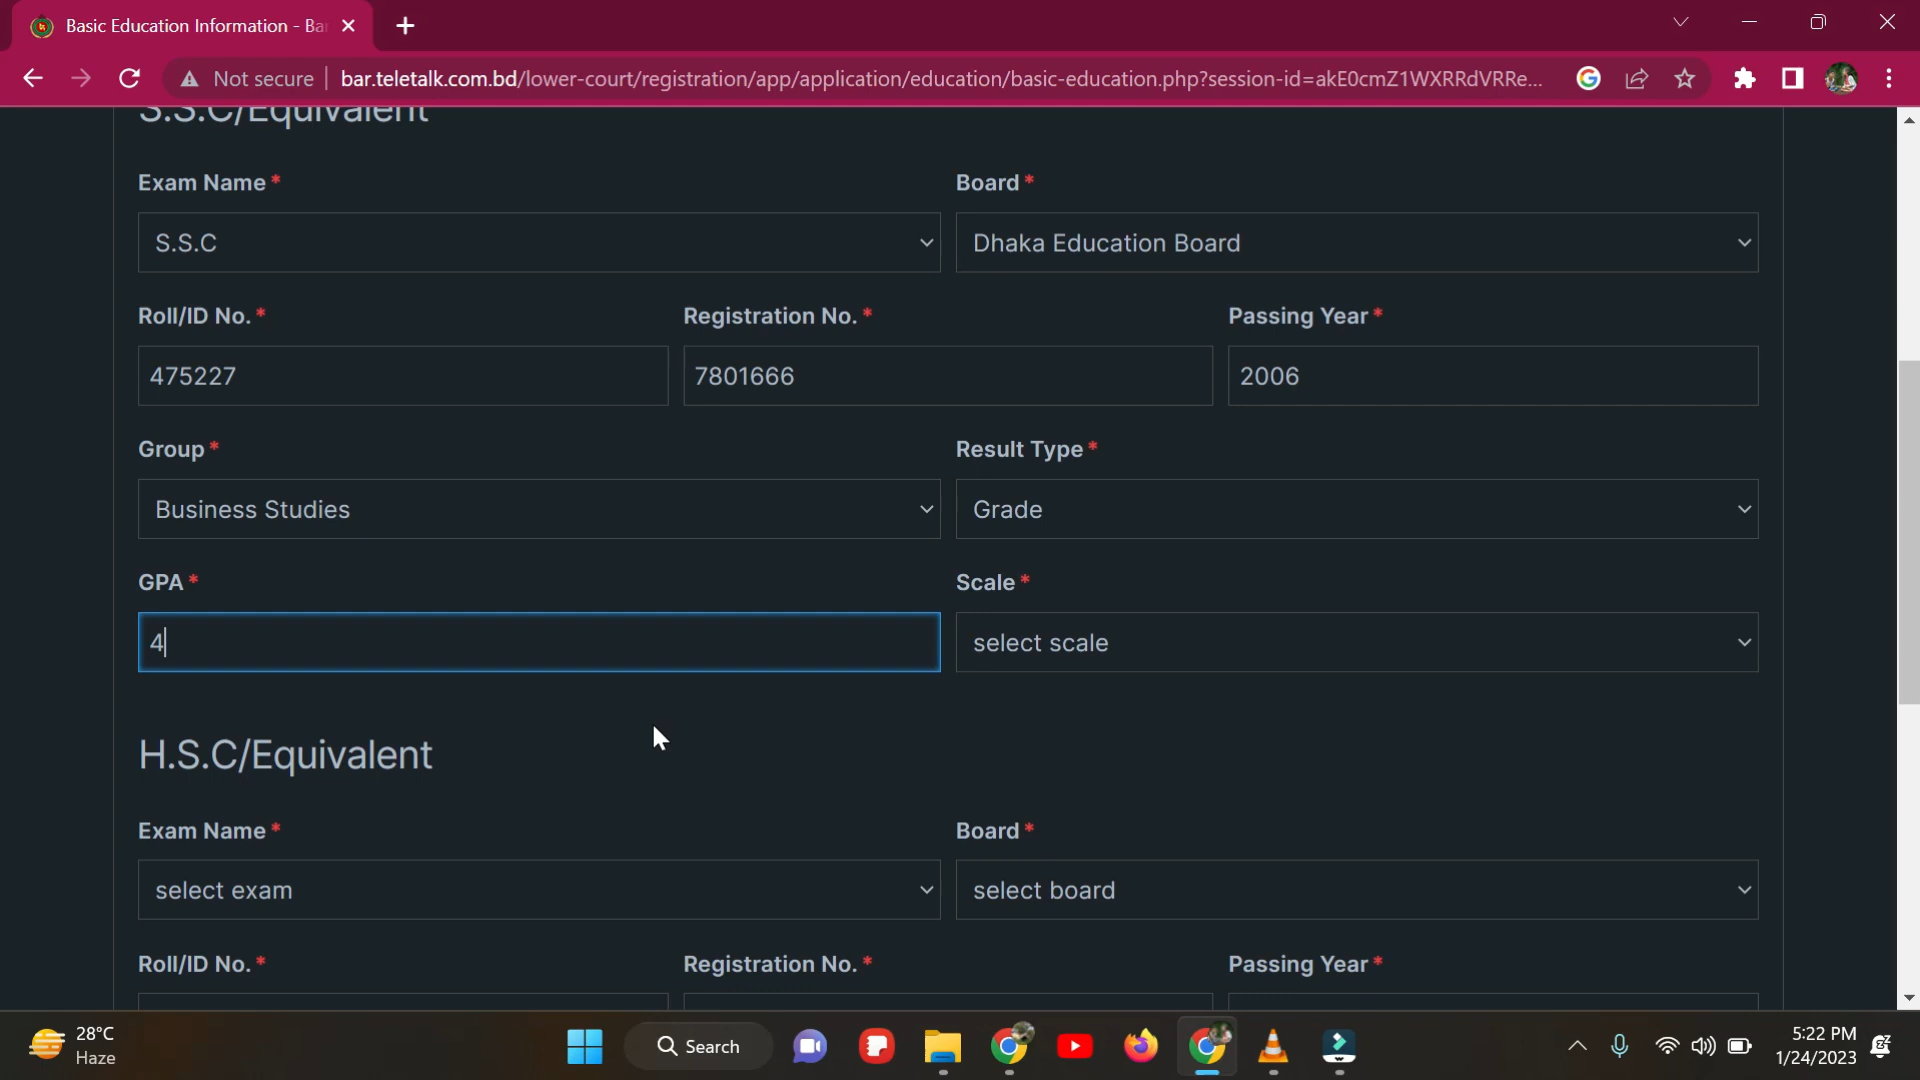 Basic Education Information - Ba
Not secure
bar.teletalk.com.bd/lower-court/registration/app/application/education/basic-education.php?session-id=akE0cmZ1WXRRdVRRe...
S.S.C/Equivalent
Exam Name * Board *
S.S.C Dhaka Education Board
Roll/ID No. * Registration No. * Passing Year *
475227 7801666 2006
Group * Result Type *
Business Studies Grade
GPA * Scale *
4 select scale
H.S.C/Equivalent
Exam Name * Board *
select exam select board
Roll/ID No. * Registration No. * Passing Year *
28°C
Haze
Search
5:22 PM
1/24/2023